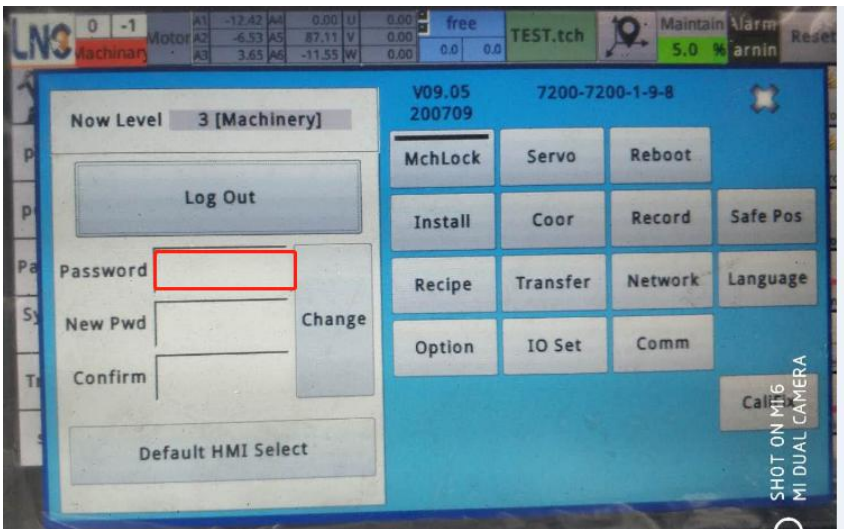 LNC 0 -1 Motor A1 -12.42 A4 0.00 U 0.00 free TEST.tch Maintain Alarm Reset
Machinary A2 -6.53 A5 87.11 V 0.00 0.0 0.0 5.0 % arnin
A3 3.65 A6 -11.55 W 0.00
Now Level 3 [Machinery]
Log Out
Password
New Pwd
Confirm
Change
Default HMI Select
V09.05 7200-7200-1-9-8
200709
MchLock Servo Reboot
Install Coor Record Safe Pos
Recipe Transfer Network Language
Option IO Set Comm
SHOT ON MI6
MI DUAL CAMERA